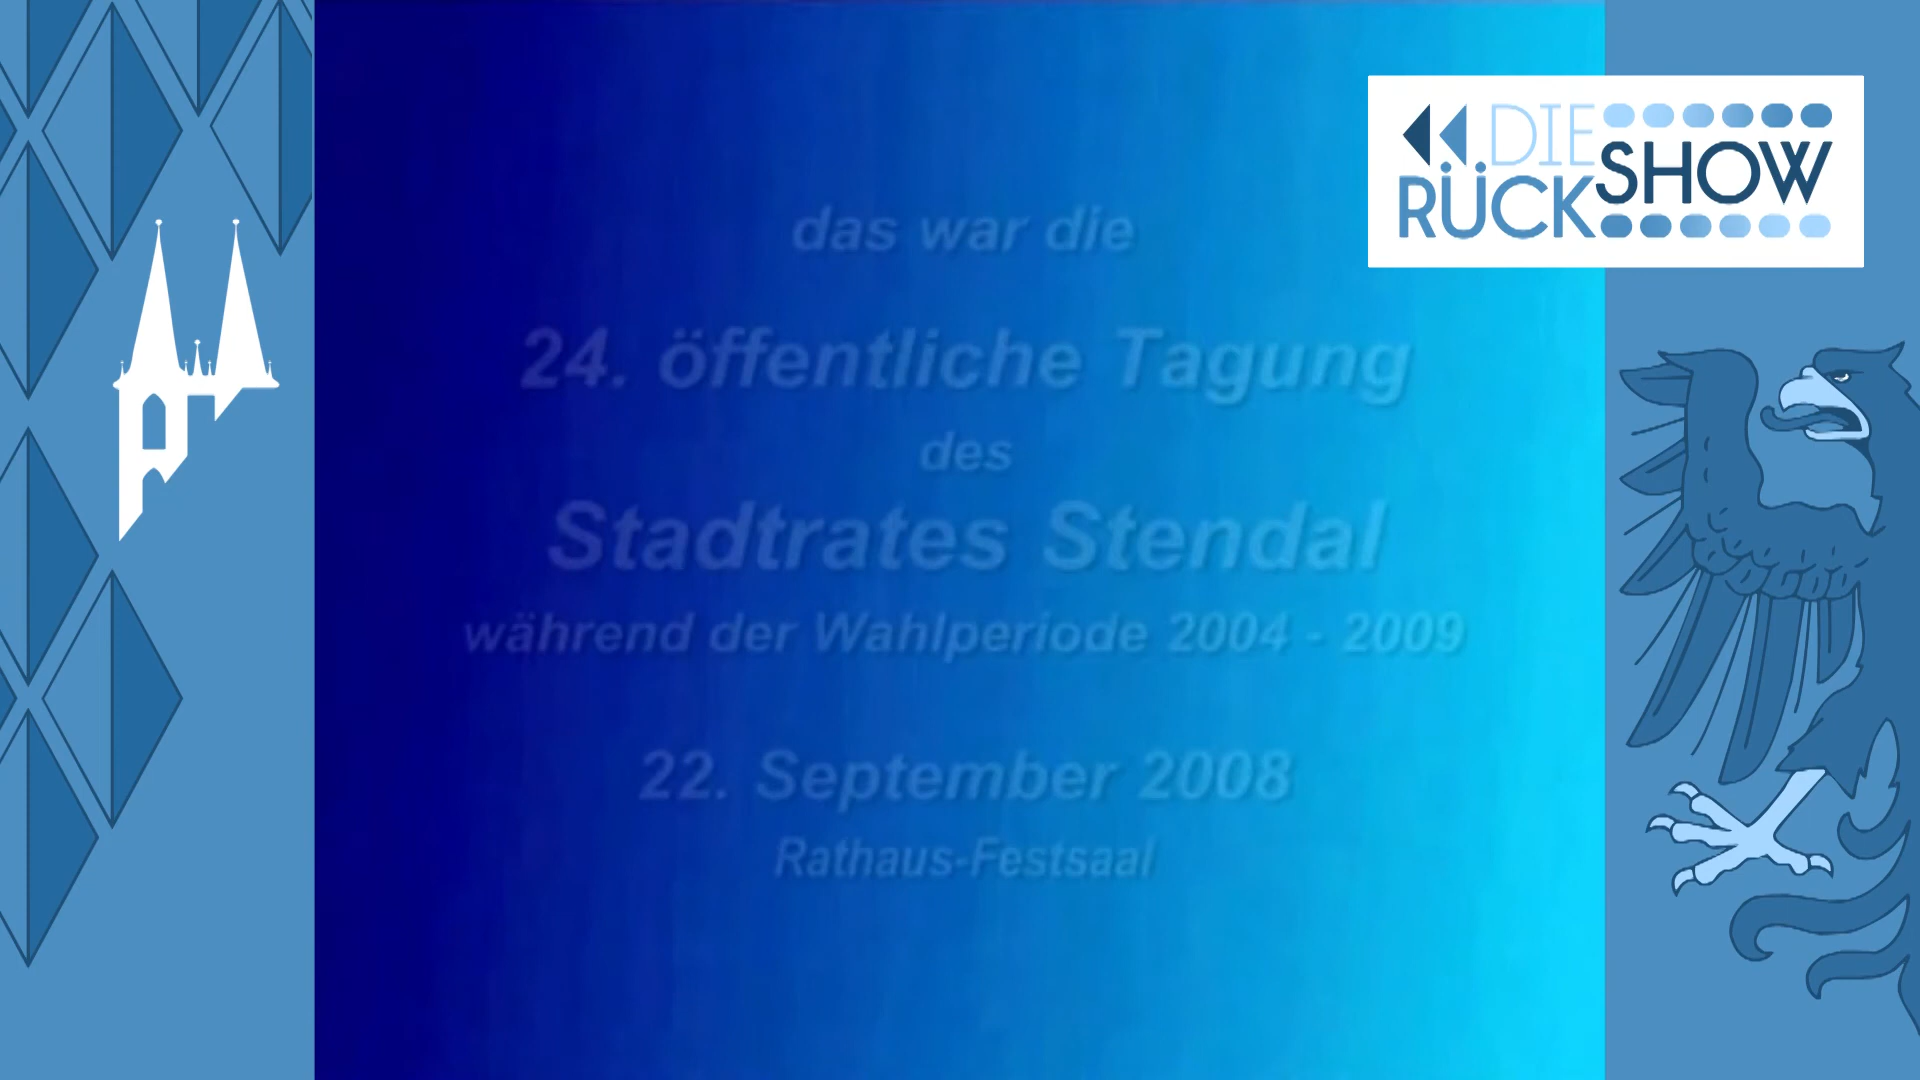 DIE
RÜCKSHOW
das war die
24. öffentliche Tagung
des
Stadtrates Stendal
während der Wahlperiode 2004 - 2009
22. September 2008
Rathaus-Festsaal